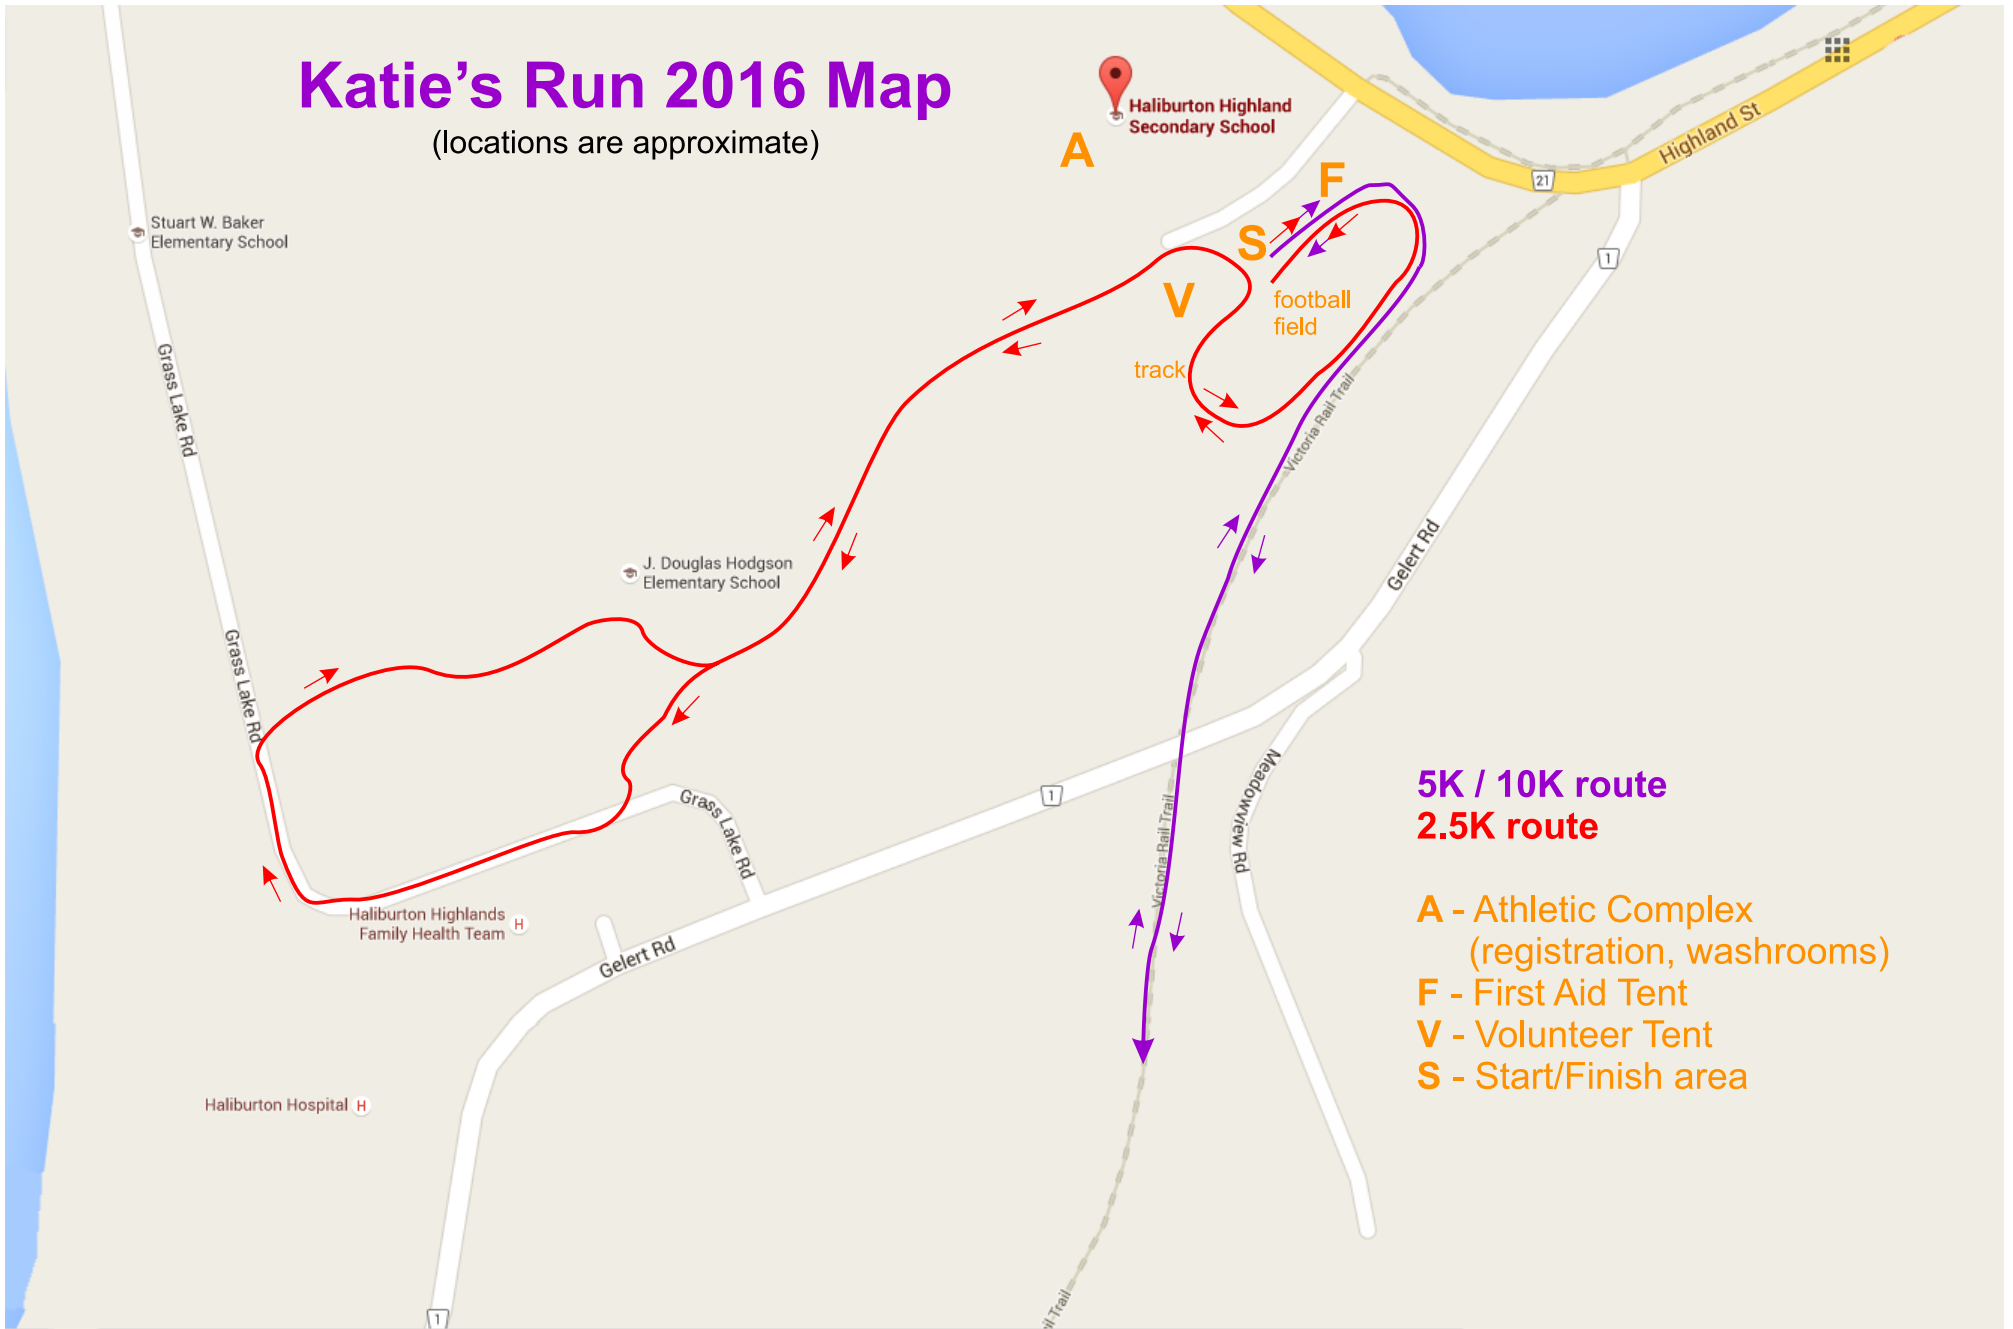 Katie's Run 2016 Map
(locations are approximate)
Haliburton Highland
Secondary School
A
F
S
V
football
field
track
21
Highland St
1
Stuart W. Baker
Elementary School
Grass Lake Rd
Victoria Rail Trail
Gelert Rd
J. Douglas Hodgson
Elementary School
Grass Lake Rd
Meadowview Rd
1
Grass Lake Rd
Victoria Rail Trail
5K / 10K route
2.5K route
A - Athletic Complex
(registration, washrooms)
F - First Aid Tent
V - Volunteer Tent
S - Start/Finish area
Haliburton Highlands
Family Health Team
H
Gelert Rd
Haliburton Hospital
H
1
Trail